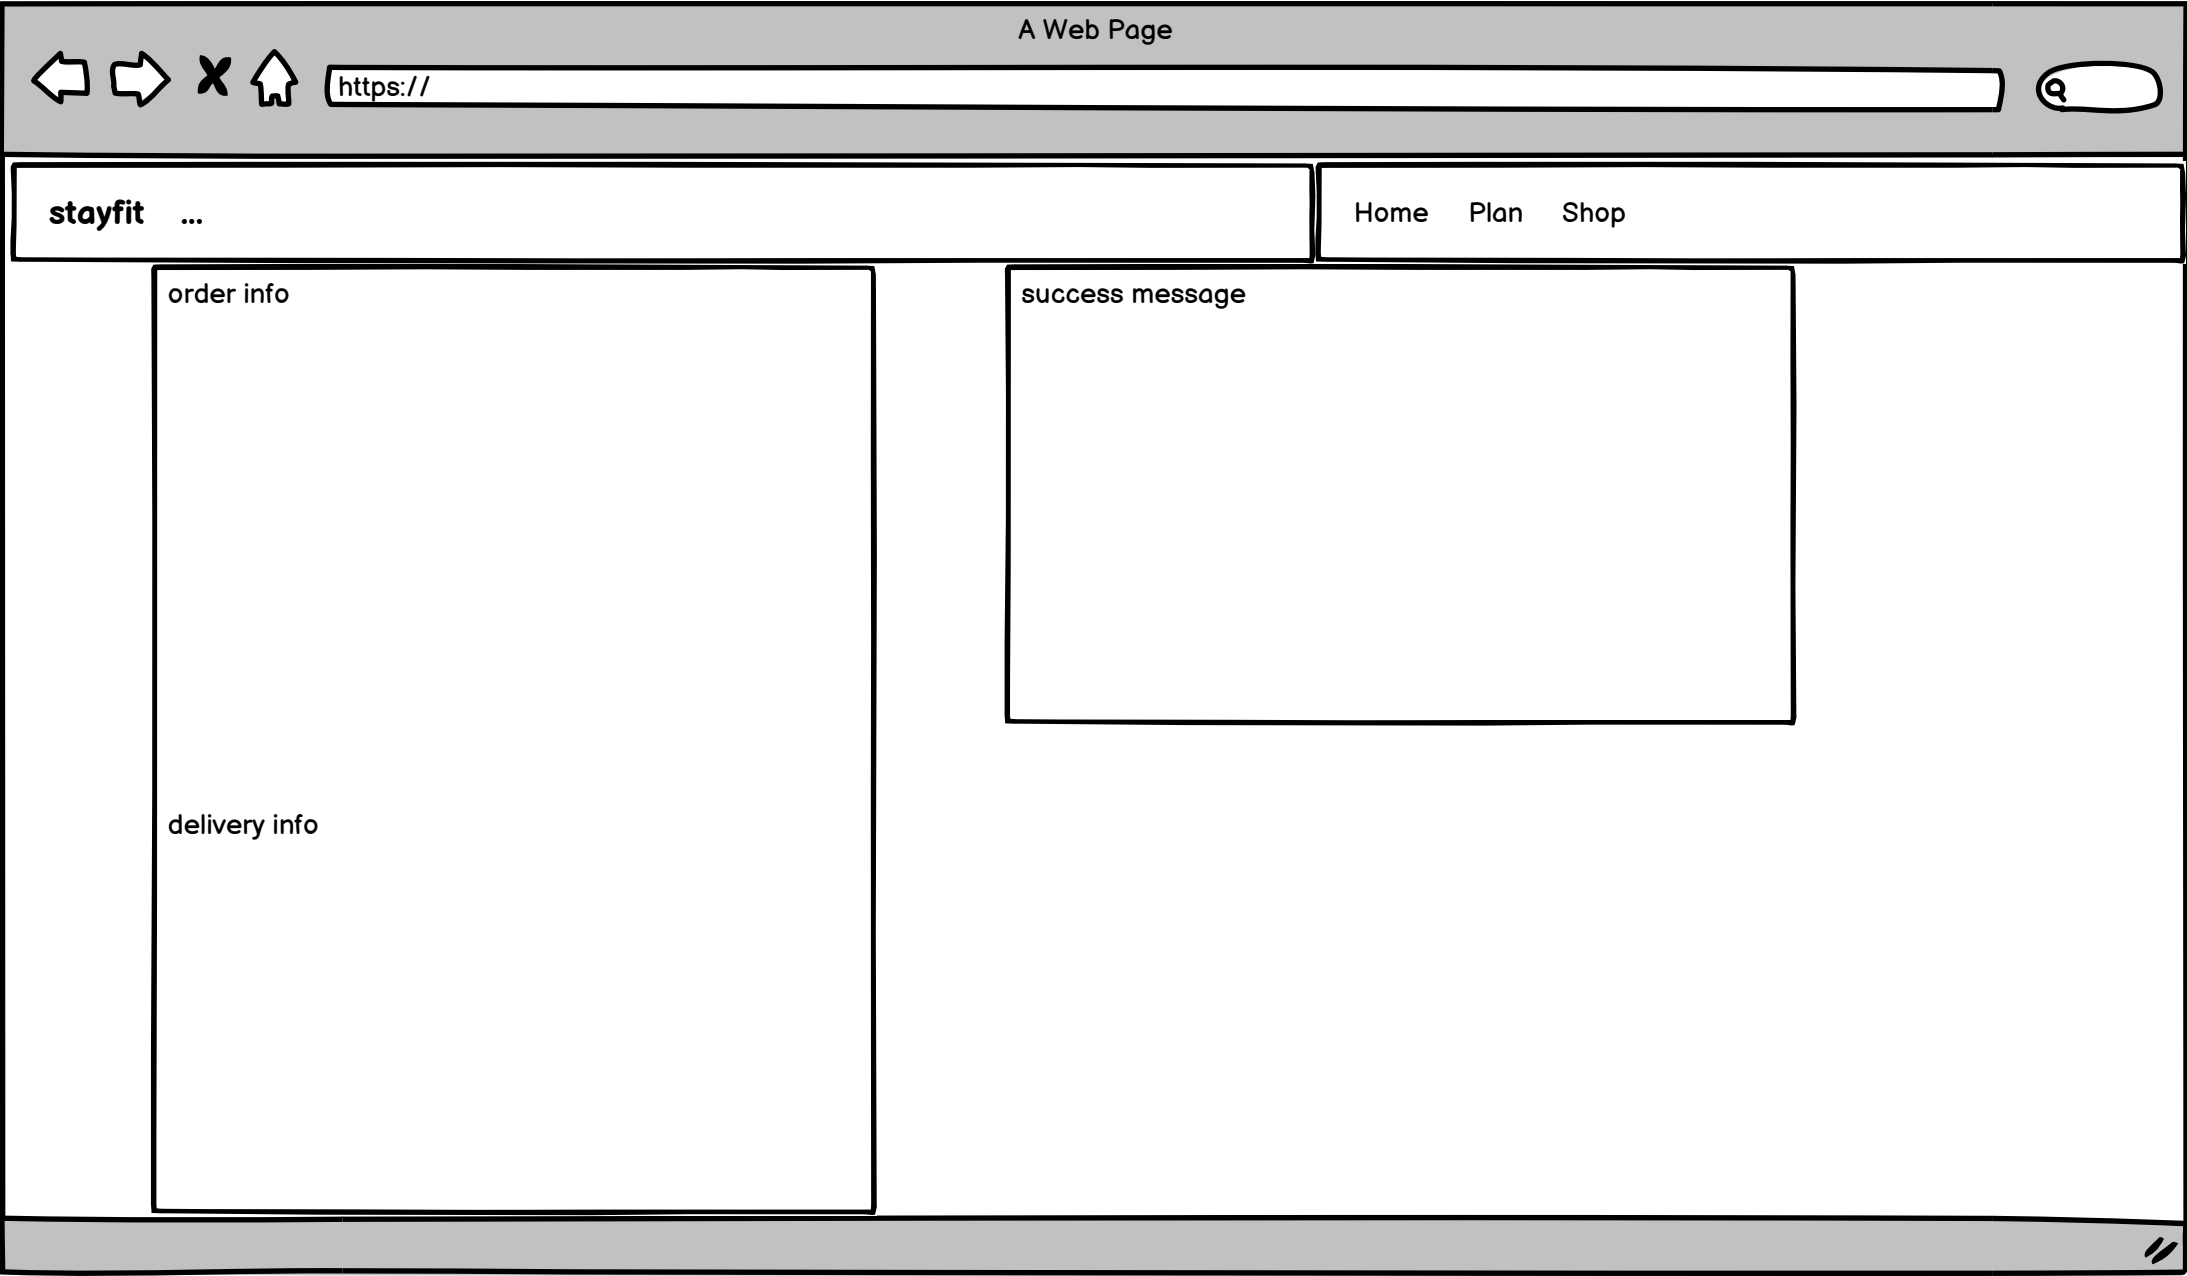 A Web Page
https://
stayfit ...
Home Plan Shop
order info
success message
delivery info